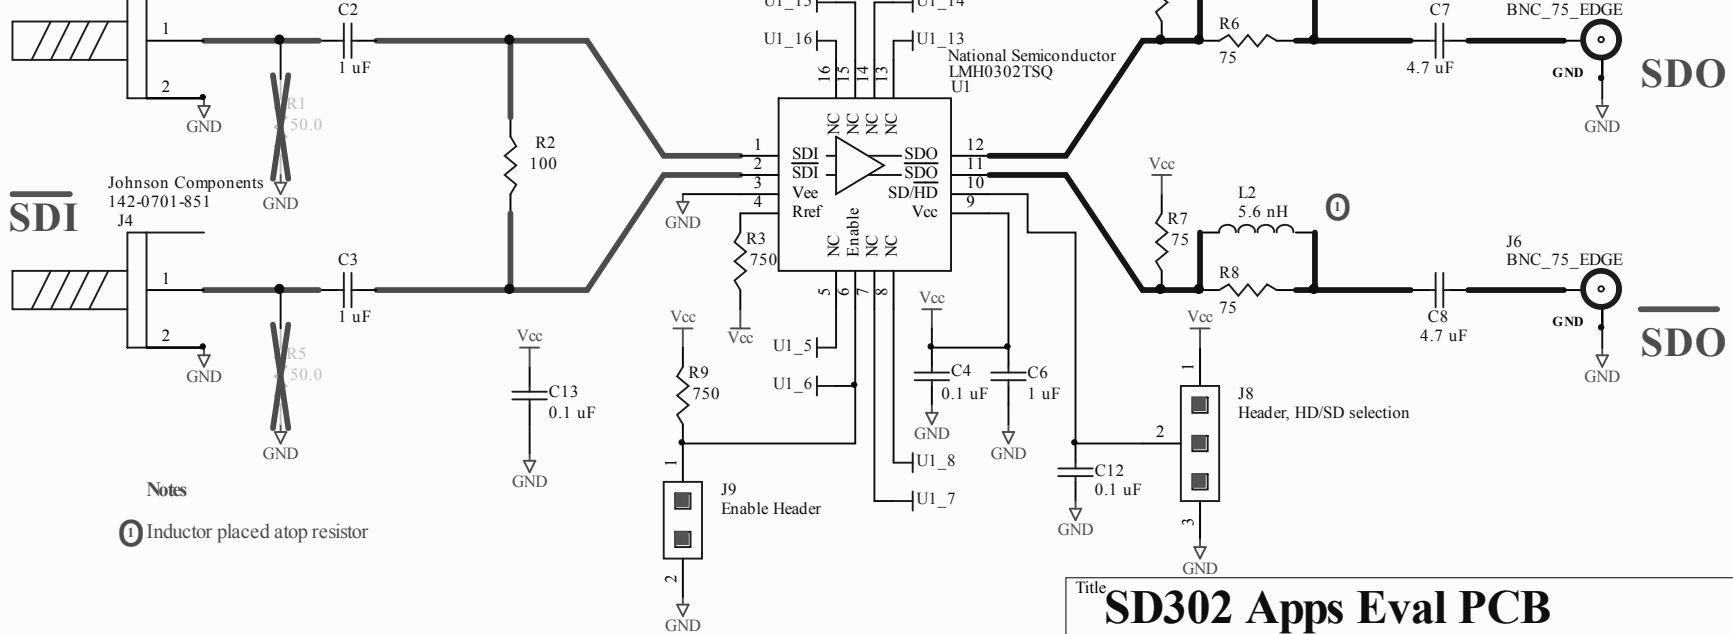 U1_15
U1_14
C2
1
1 uF
2
GND
R1
50.0
GND
U1_16
U1_13
16
15
14
13
National Semiconductor
LMH0302TSQ
U1
R6
75
C7
4.7 uF
BNC_75_EDGE
GND
SDO
GND
R2
100
SDI
Johnson Components
142-0701-851
J4
1
2
3
4
SDI
SDI
Vee
Rref
NC
NC
NC
NC
SDO
SDO
SD/HD
Vcc
12
11
10
9
NC
Enable
NC
NC
5
6
7
8
GND
R3
750
Vcc
Vcc
R7
75
L2
5.6 nH
1
R8
75
J6
BNC_75_EDGE
C8
4.7 uF
GND
SDO
GND
C3
1
1 uF
2
GND
R5
50.0
GND
Vcc
C13
0.1 uF
GND
Vcc
R9
750
U1_5
U1_6
Vcc
C4
0.1 uF
GND
C6
1 uF
GND
U1_8
U1_7
1
J9
Enable Header
2
GND
C12
0.1 uF
GND
Vcc
1
2
3
J8
Header, HD/SD selection
GND
Notes
1 Inductor placed atop resistor
Title
SD302 Apps Eval PCB